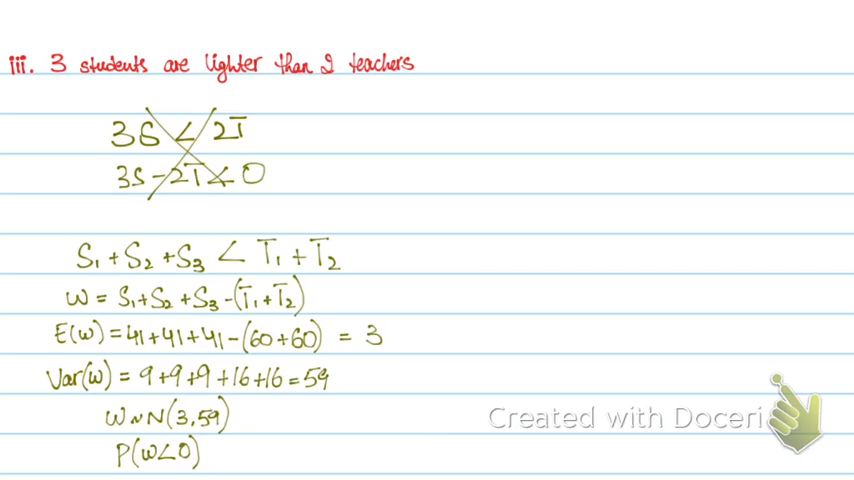 iii. 3 students are lighter than 2 teachers
3S < 2T
3S - 2T < 0
S₁ + S₂ + S₃ < T₁ + T₂
W = S₁ + S₂ + S₃ - (T₁ + T₂)
E(W) = 41 + 41 + 41 - (60 + 60) = 3
Var(W) = 9 + 9 + 9 + 16 + 16 = 59
W ~ N(3, 59)
P(W < 0)
Created with Doceri